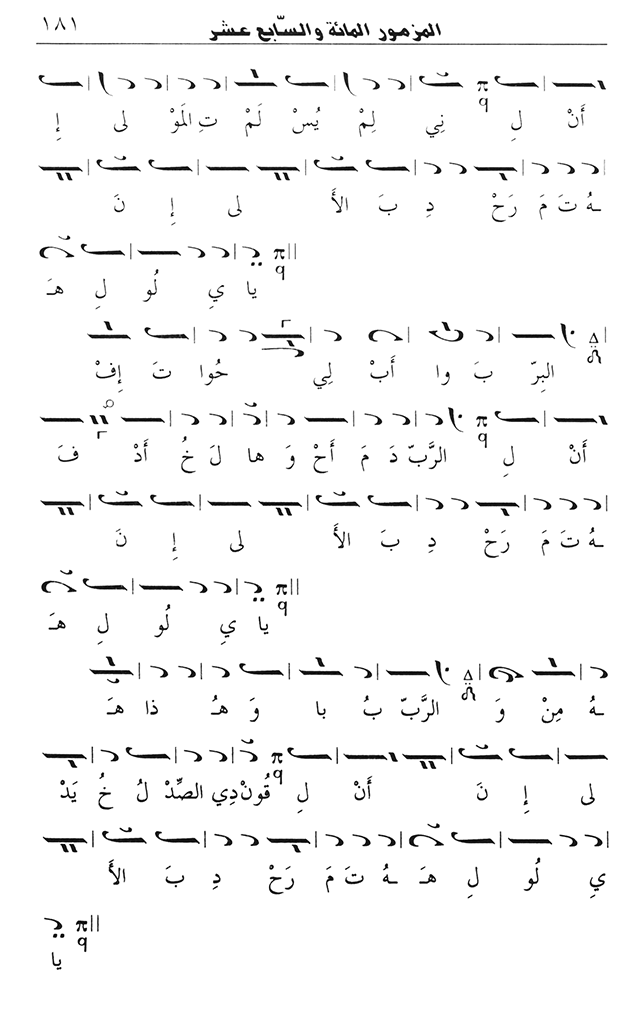 المزمور المائة والسّابع عشر ١٨١
أَنْ لِ نِي لِمْ يُسْ لَمْ تِ المَوْ لى إِ
ـهُ تَ مَ رَحْ دِ بَ الأَ لى إِ نَ
يا يِ لُو لِ هَـ
البِرّ بَ وا أَبْ لِي حُوا تَ إِفْ
أَنْ لِ الرَّبّ دَ مَ أَحْ وَ ها لَ خُ أَدْ فَ
ـهُ تَ مَ رَحْ دِ بَ الأَ لى إِ نَ
يا يِ لُو لِ هَـ
ـهُ مِنْ وَ الرَّبّ بُ با وَ هُـ ذا هَـ
لى إِ نَ أَنْ لِ قُونْ دِي الصِّدْ لُ خُ يَدْ
يِ لُو لِ هَـ ـهُ تَ مَ رَحْ دِ بَ الأَ
يا